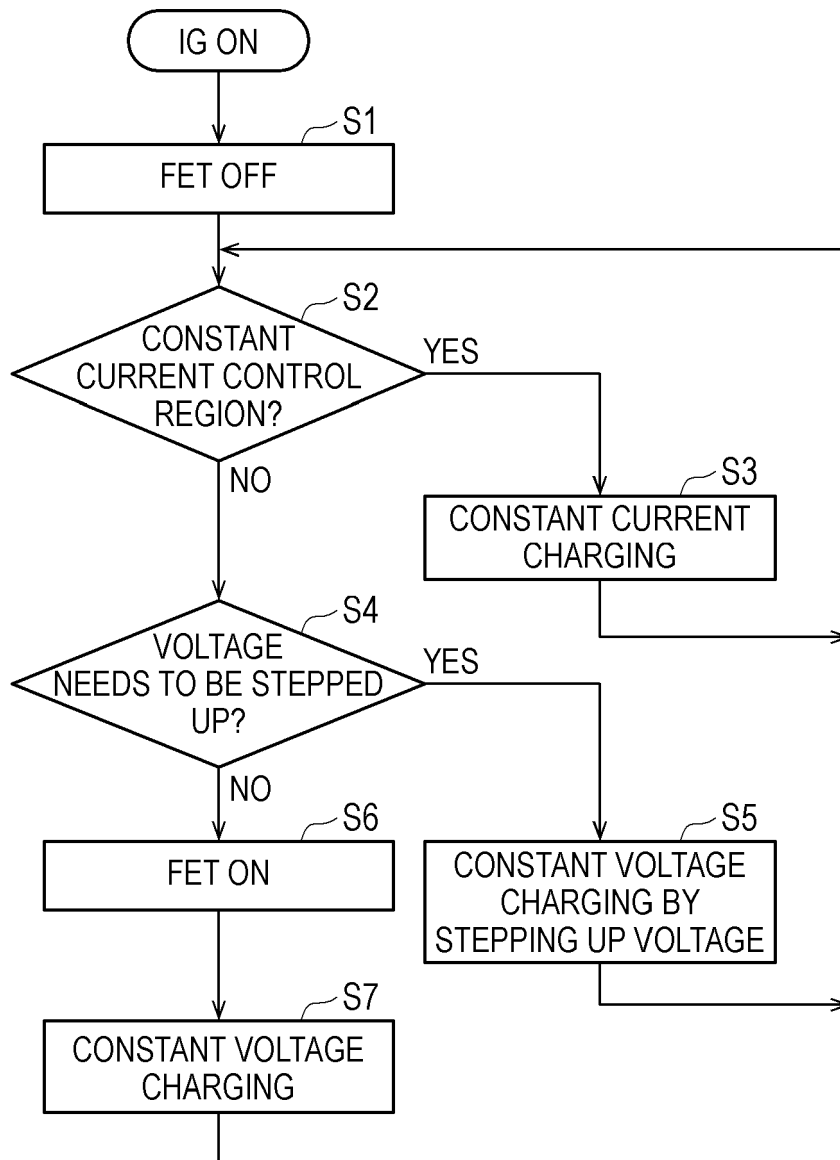 IG ON
S1
FET OFF
S2
CONSTANT
CURRENT CONTROL
REGION?
YES
NO
S3
CONSTANT CURRENT
CHARGING
S4
VOLTAGE
NEEDS TO BE STEPPED
UP?
YES
NO
S5
CONSTANT VOLTAGE
CHARGING BY
STEPPING UP VOLTAGE
S6
FET ON
S7
CONSTANT VOLTAGE
CHARGING